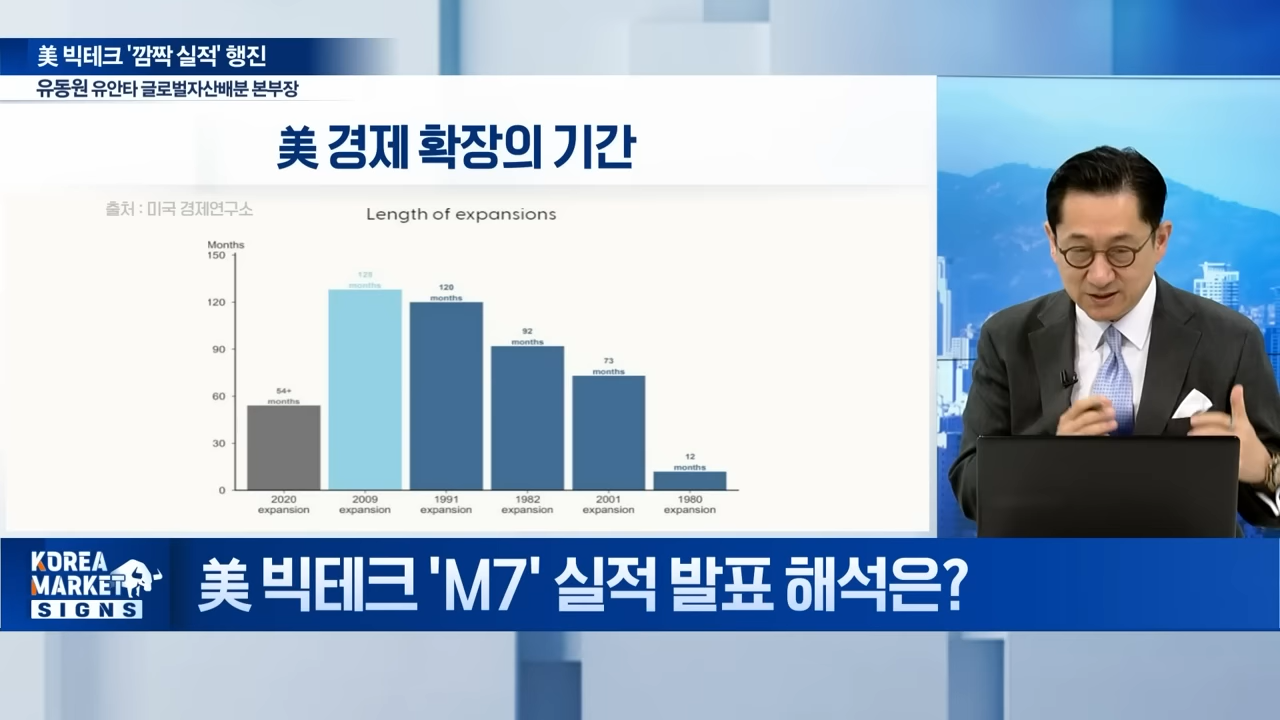 美 빅테크 '깜짝 실적' 행진
유동원 유안타 글로벌자산배분 본부장
美 경제 확장의 기간
출처 : 미국 경제연구소
Length of expansions
Months
150
120
90
60
30
0
54+
months
128
months
120
months
92
months
73
months
12
months
2020
expansion
2009
expansion
1991
expansion
1982
expansion
2001
expansion
1980
expansion
KOREA
MARKET
SIGNS
美 빅테크 'M7' 실적 발표 해석은?